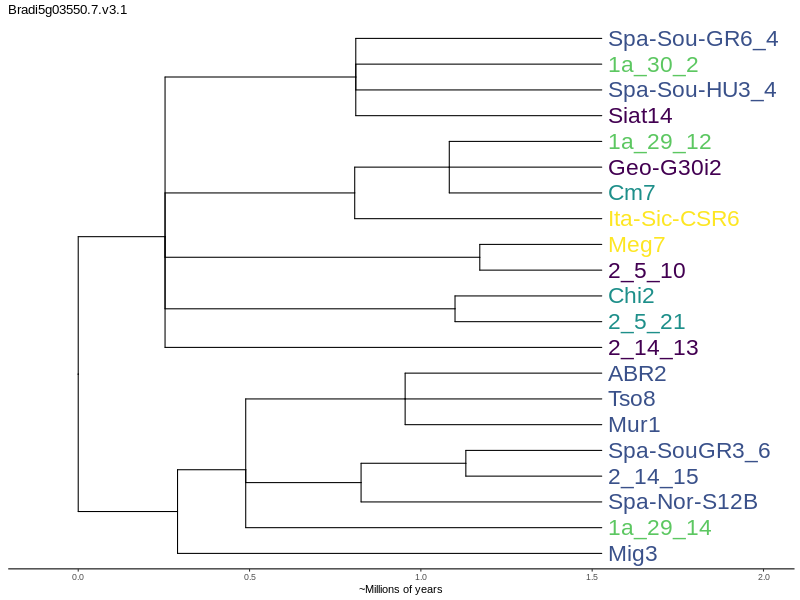 Bradi5g03550.7.v3.1
Spa-Sou-GR6_4
1a_30_2
Spa-Sou-HU3_4
Siat14
1a_29_12
Geo-G30i2
Cm7
Ita-Sic-CSR6
Meg7
2_5_10
Chi2
2_5_21
2_14_13
ABR2
Tso8
Mur1
Spa-SouGR3_6
2_14_15
Spa-Nor-S12B
1a_29_14
Mig3
0.0 0.5 1.0 1.5 2.0
~Millions of years